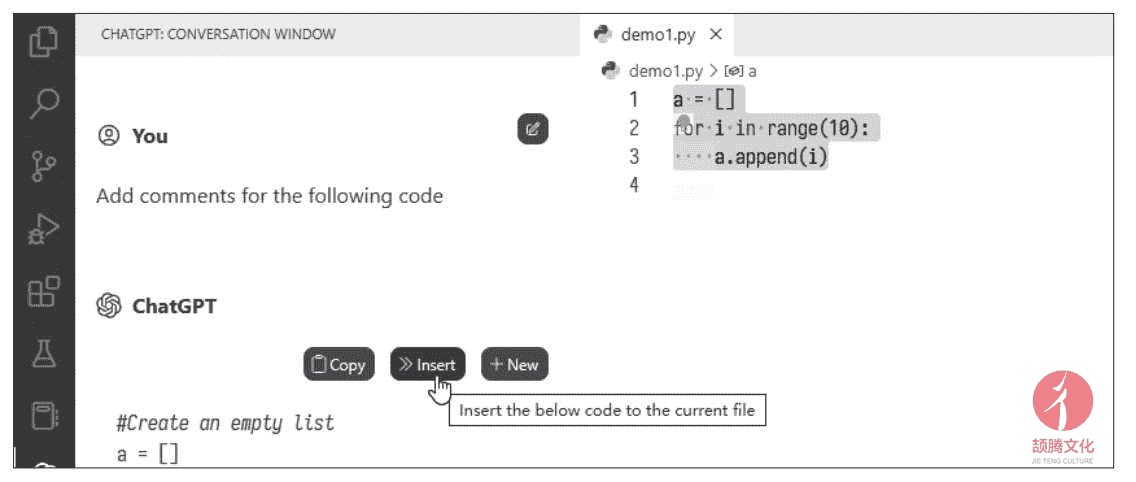 CHATGPT: CONVERSATION WINDOW
You
Add comments for the following code
ChatGPT
Copy
Insert
New
Insert the below code to the current file
#Create an empty list
a = []
demo1.py
demo1.py > a
1 a = []
2 for i in range(10):
3 a.append(i)
4
颉腾文化
JIE TENG CULTURE